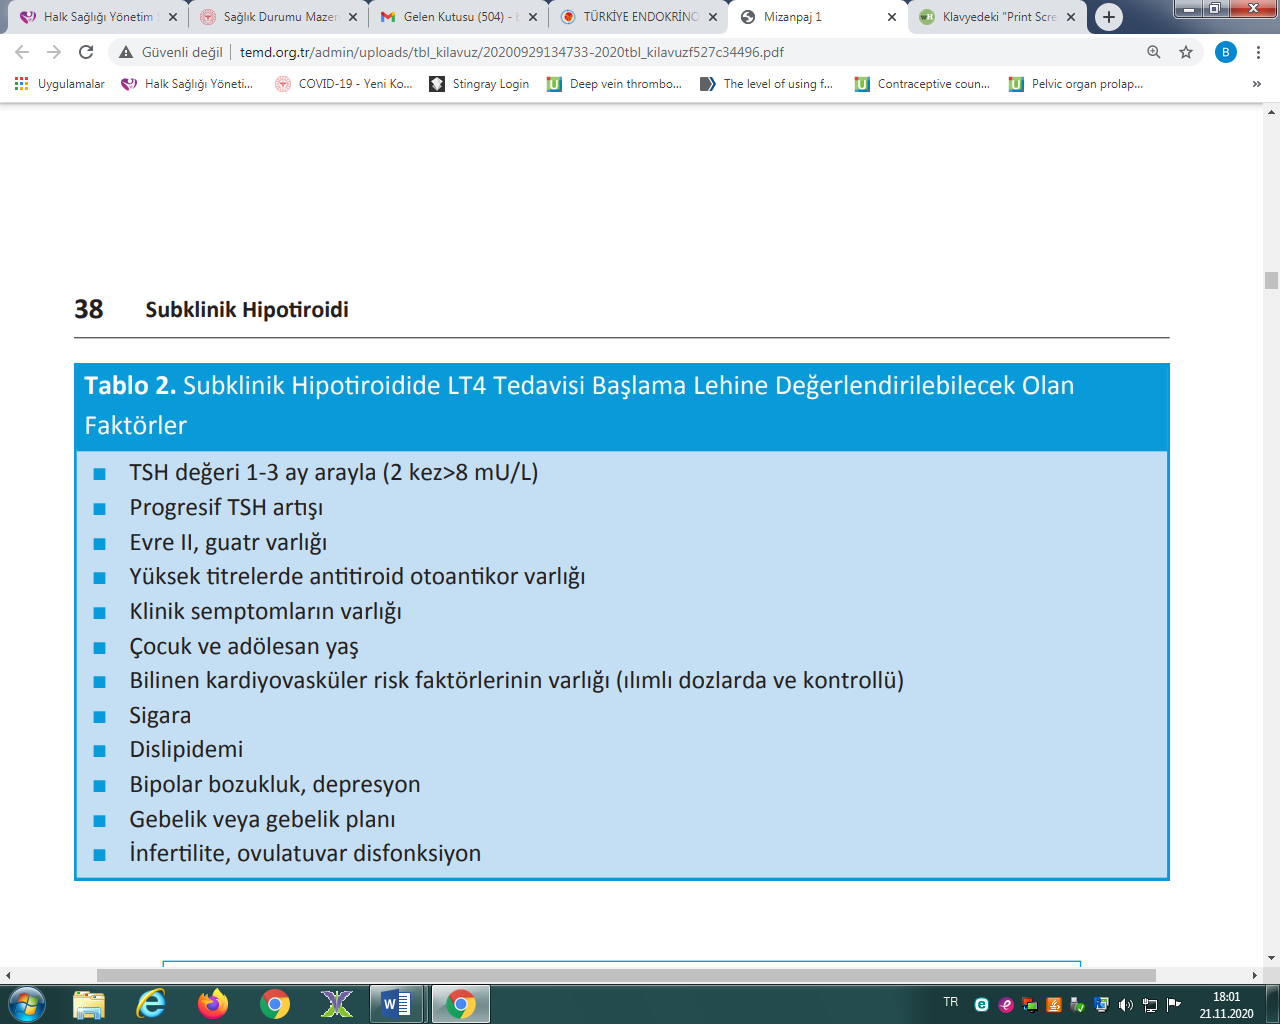 Halk Sağlığı Yönetim
Sağlık Durumu Mazer
Gelen Kutusu (504) -
TÜRKİYE ENDOKRİNO
Mizanpaj 1
Klavyedeki "Print Scre
Güvenli değil
temd.org.tr/admin/uploads/tbl_kilavuz/20200929134733-2020tbl_kilavuzf527c34496.pdf
B
Uygulamalar
Halk Sağlığı Yöneti...
COVID-19 - Yeni Ko...
Stingray Login
Deep vein thrombo...
The level of using f...
Contraceptive coun...
Pelvic organ prolap...
38 Subklinik Hipotiroidi
Tablo 2. Subklinik Hipotiroidide LT4 Tedavisi Başlama Lehine Değerlendirilebilecek Olan
Faktörler
■ TSH değeri 1-3 ay arayla (2 kez>8 mU/L)
■ Progresif TSH artışı
■ Evre II, guatr varlığı
■ Yüksek titrelerde antitiroid otoantikor varlığı
■ Klinik semptomların varlığı
■ Çocuk ve adölesan yaş
■ Bilinen kardiyovasküler risk faktörlerinin varlığı (ılımlı dozlarda ve kontrollü)
■ Sigara
■ Dislipidemi
■ Bipolar bozukluk, depresyon
■ Gebelik veya gebelik planı
■ İnfertilite, ovulatuvar disfonksiyon
TR
18:01
21.11.2020